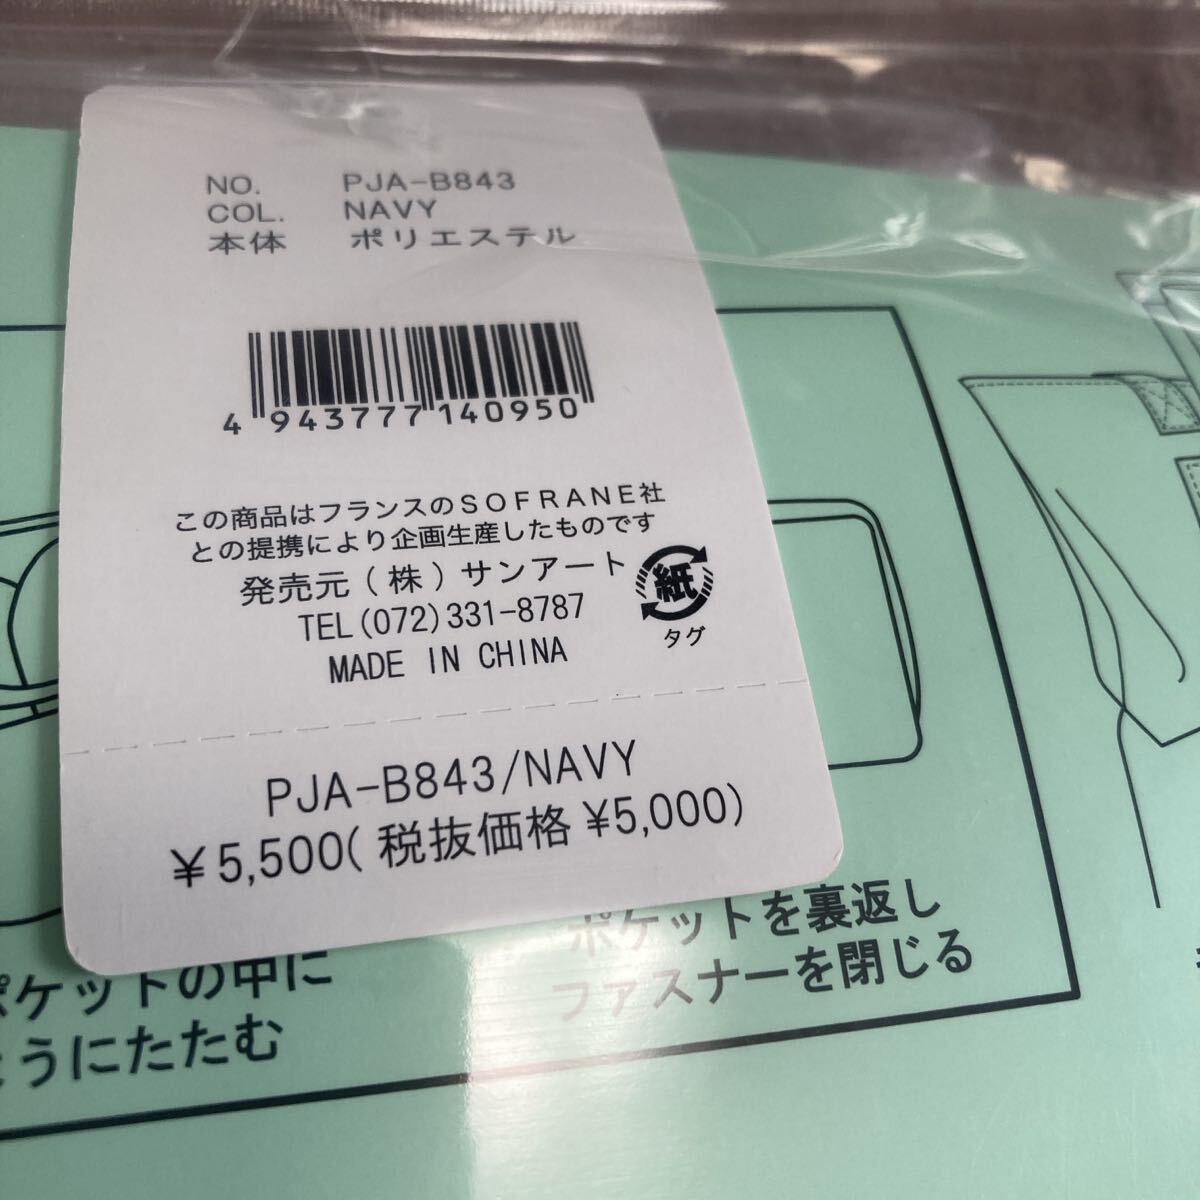 NO. PJA-B843
COL. NAVY
本体 ポリエステル
4 943777 140950
この商品はフランスのSOFRANE社
との提携により企画生産したものです
発売元(株)サンアート
TEL(072)331-8787
MADE IN CHINA
紙
タグ
PJA-B843/NAVY
¥5,500(税抜価格 ¥5,000)
ポケットを裏返し
ファスナーを閉じる
ポケットの中に
ようにたたむ